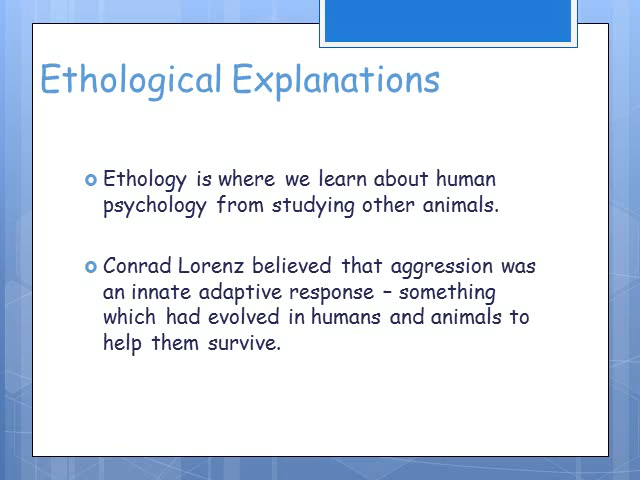 Ethological Explanations
Ethology is where we learn about human
psychology from studying other animals.
Conrad Lorenz believed that aggression was
an innate adaptive response – something
which had evolved in humans and animals to
help them survive.